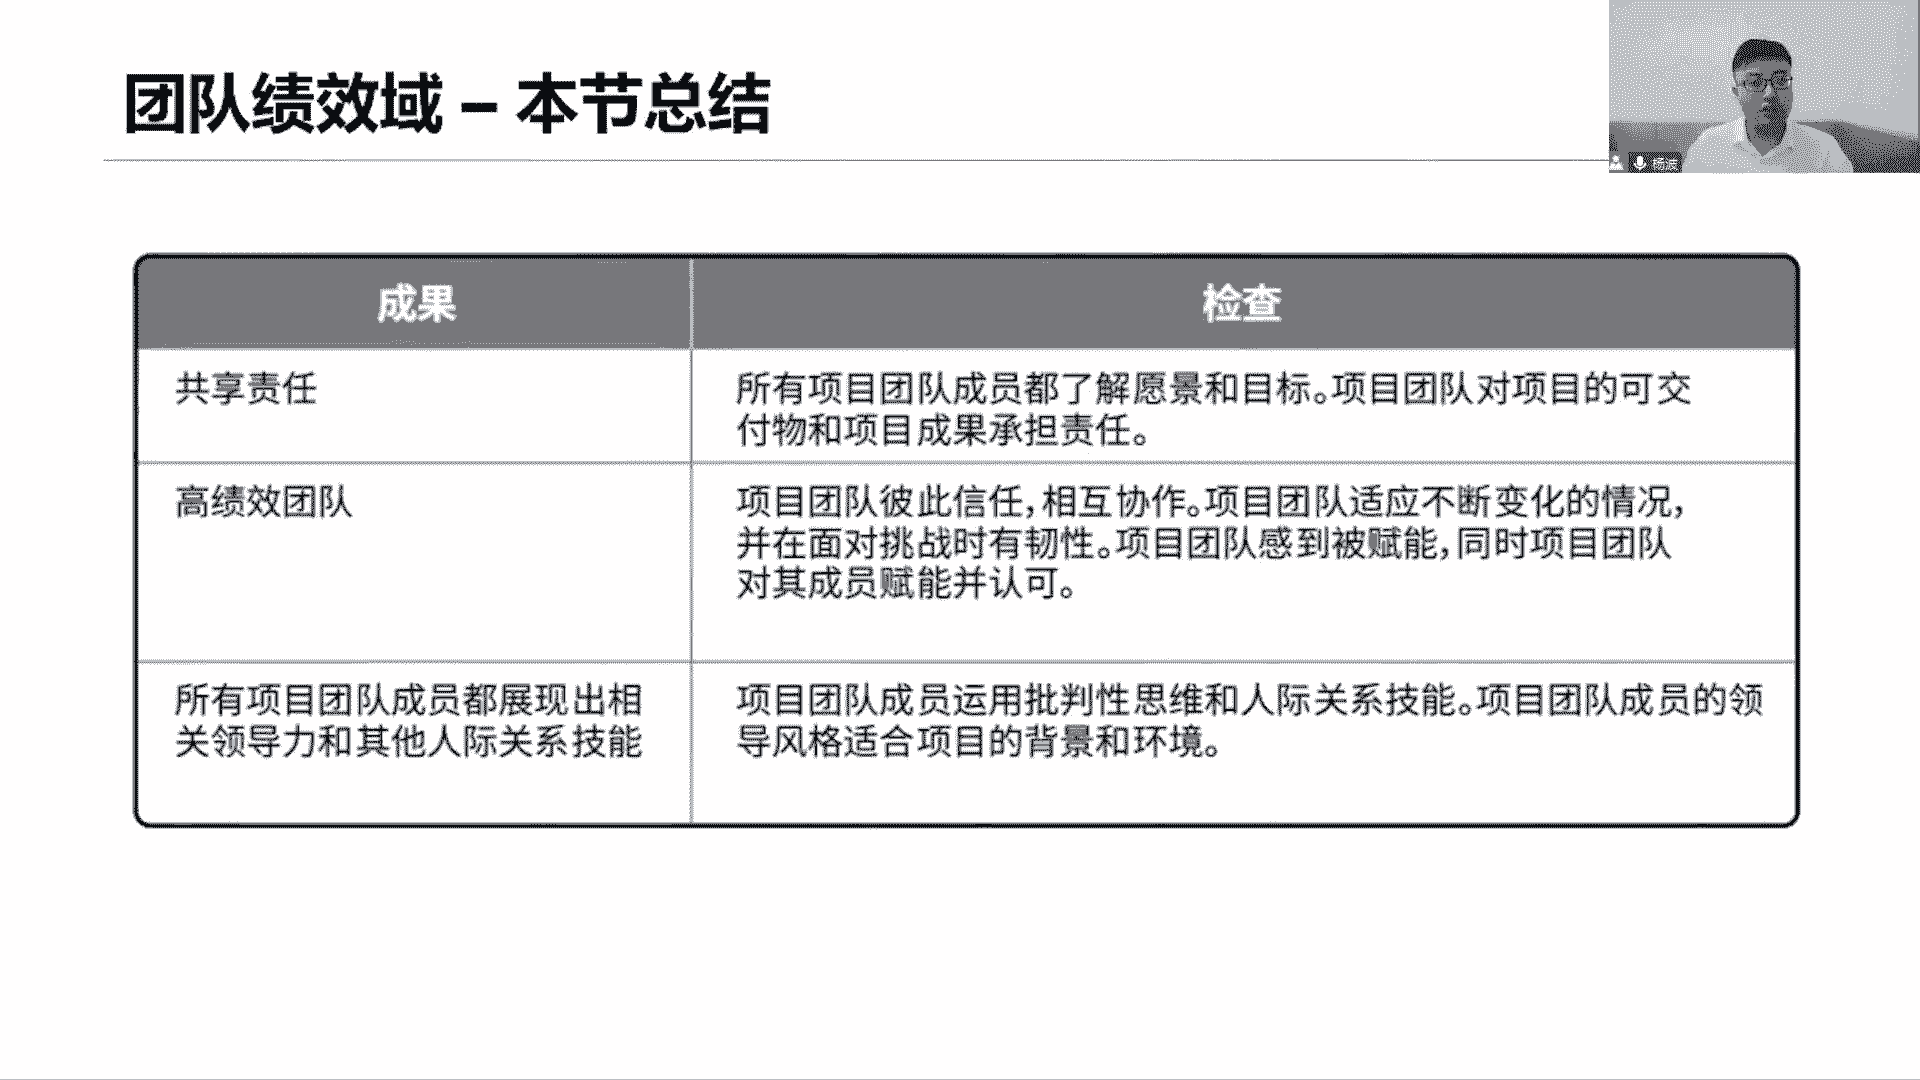 团队绩效域 – 本节总结
杨波
成果
检查
共享责任
所有项目团队成员都了解愿景和目标。项目团队对项目的可交
付物和项目成果承担责任。
高绩效团队
项目团队彼此信任,相互协作。项目团队适应不断变化的情况,
并在面对挑战时有韧性。项目团队感到被赋能,同时项目团队
对其成员赋能并认可。
所有项目团队成员都展现出相
关领导力和其他人际关系技能
项目团队成员运用批判性思维和人际关系技能。项目团队成员的领
导风格适合项目的背景和环境。